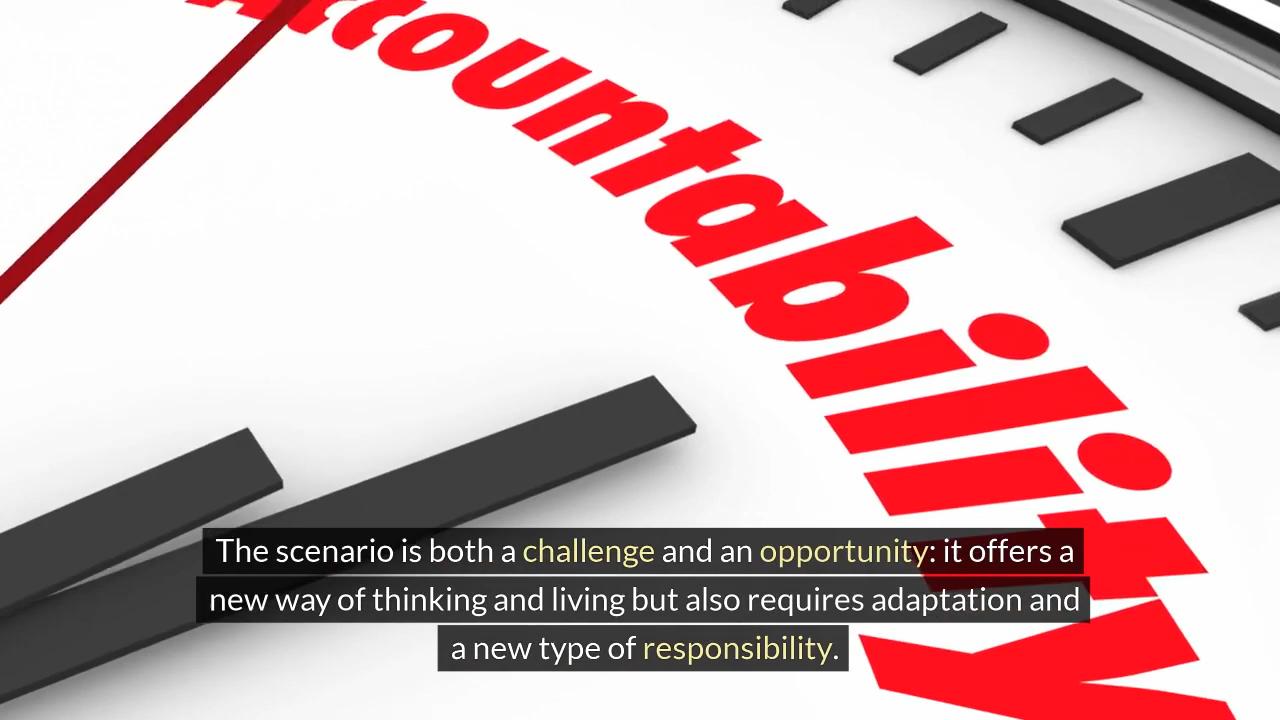 Accountability
The scenario is both a challenge and an opportunity: it offers a
new way of thinking and living but also requires adaptation and
a new type of responsibility.